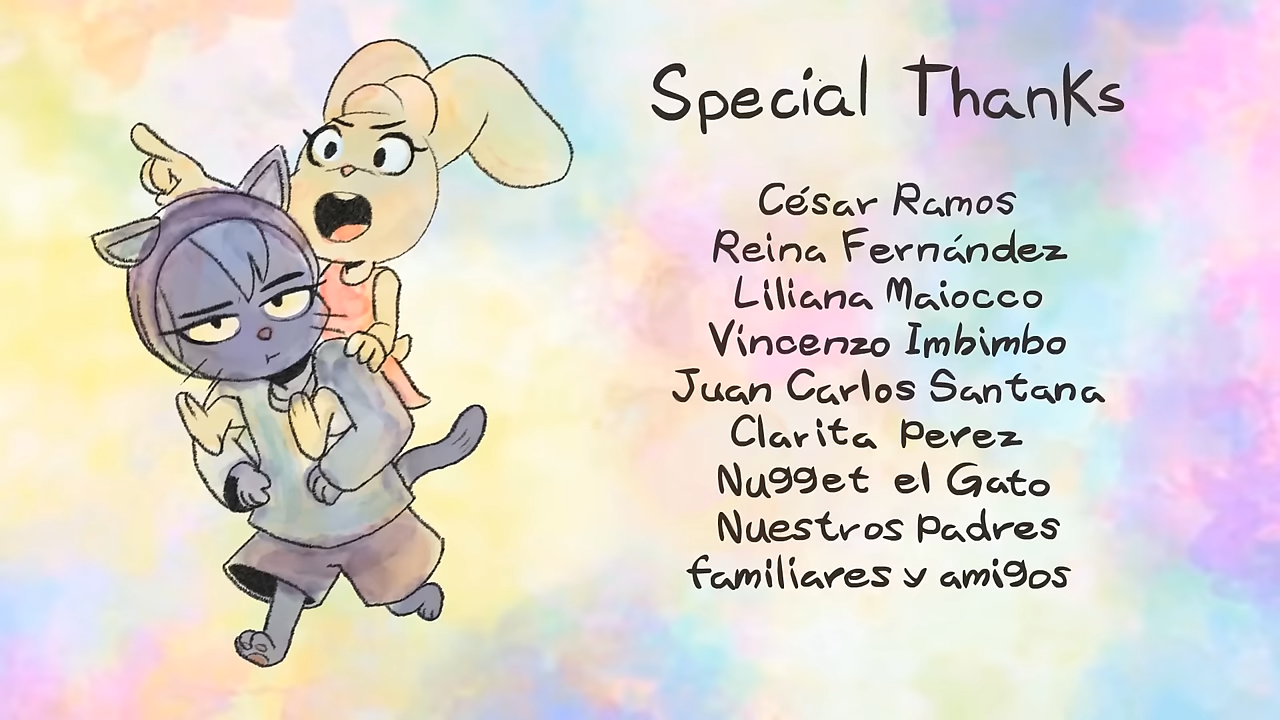 Special Thanks
César Ramos
Reina Fernández
Liliana Maiocco
Vincenzo Imbimbo
Juan Carlos Santana
Clarita Perez
Nugget el Gato
Nuestros Padres
familiares y amigos